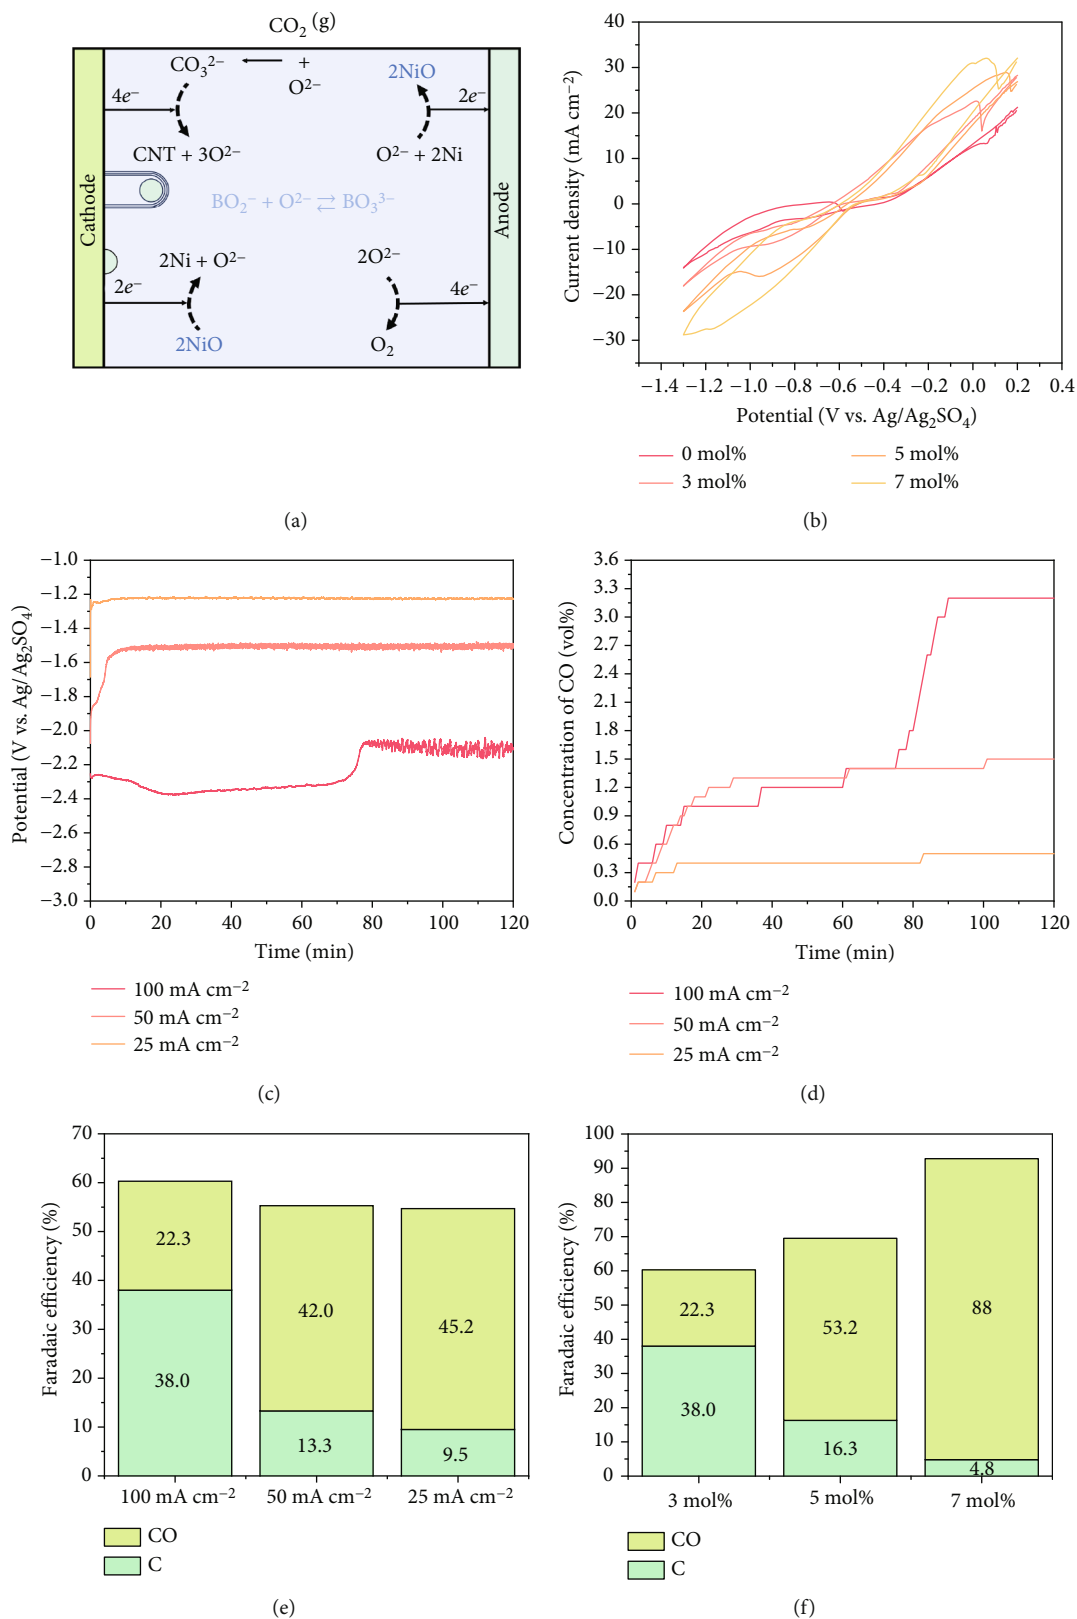 CO₂ (g)
Cathode
Anode
CO₃²⁻
+
O²⁻
4e⁻
CNT + 3O²⁻
2NiO
2e⁻
O²⁻ + 2Ni
BO₂⁻ + O²⁻ ⇄ BO₃³⁻
2Ni + O²⁻
2e⁻
2NiO
2O²⁻
4e⁻
O₂
(a)
Current density (mA cm⁻²)
40
30
20
10
0
−10
−20
−30
−1.4 −1.2 −1.0 −0.8 −0.6 −0.4 −0.2 0.0 0.2 0.4
Potential (V vs. Ag/Ag₂SO₄)
0 mol%
3 mol%
5 mol%
7 mol%
(b)
Potential (V vs. Ag/Ag₂SO₄)
−1.0
−1.2
−1.4
−1.6
−1.8
−2.0
−2.2
−2.4
−2.6
−2.8
−3.0
0 20 40 60 80 100 120
Time (min)
100 mA cm⁻²
50 mA cm⁻²
25 mA cm⁻²
(c)
Concentration of CO (vol%)
3.6
3.3
3.0
2.7
2.4
2.1
1.8
1.5
1.2
0.9
0.6
0.3
0.0
0 20 40 60 80 100 120
Time (min)
100 mA cm⁻²
50 mA cm⁻²
25 mA cm⁻²
(d)
Faradaic efficiency (%)
70
60
50
40
30
20
10
0
22.3
38.0
42.0
13.3
45.2
9.5
100 mA cm⁻² 50 mA cm⁻² 25 mA cm⁻²
CO
C
(e)
Faradaic efficiency (%)
100
90
80
70
60
50
40
30
20
10
0
22.3
38.0
53.2
16.3
88
4.8
3 mol% 5 mol% 7 mol%
CO
C
(f)